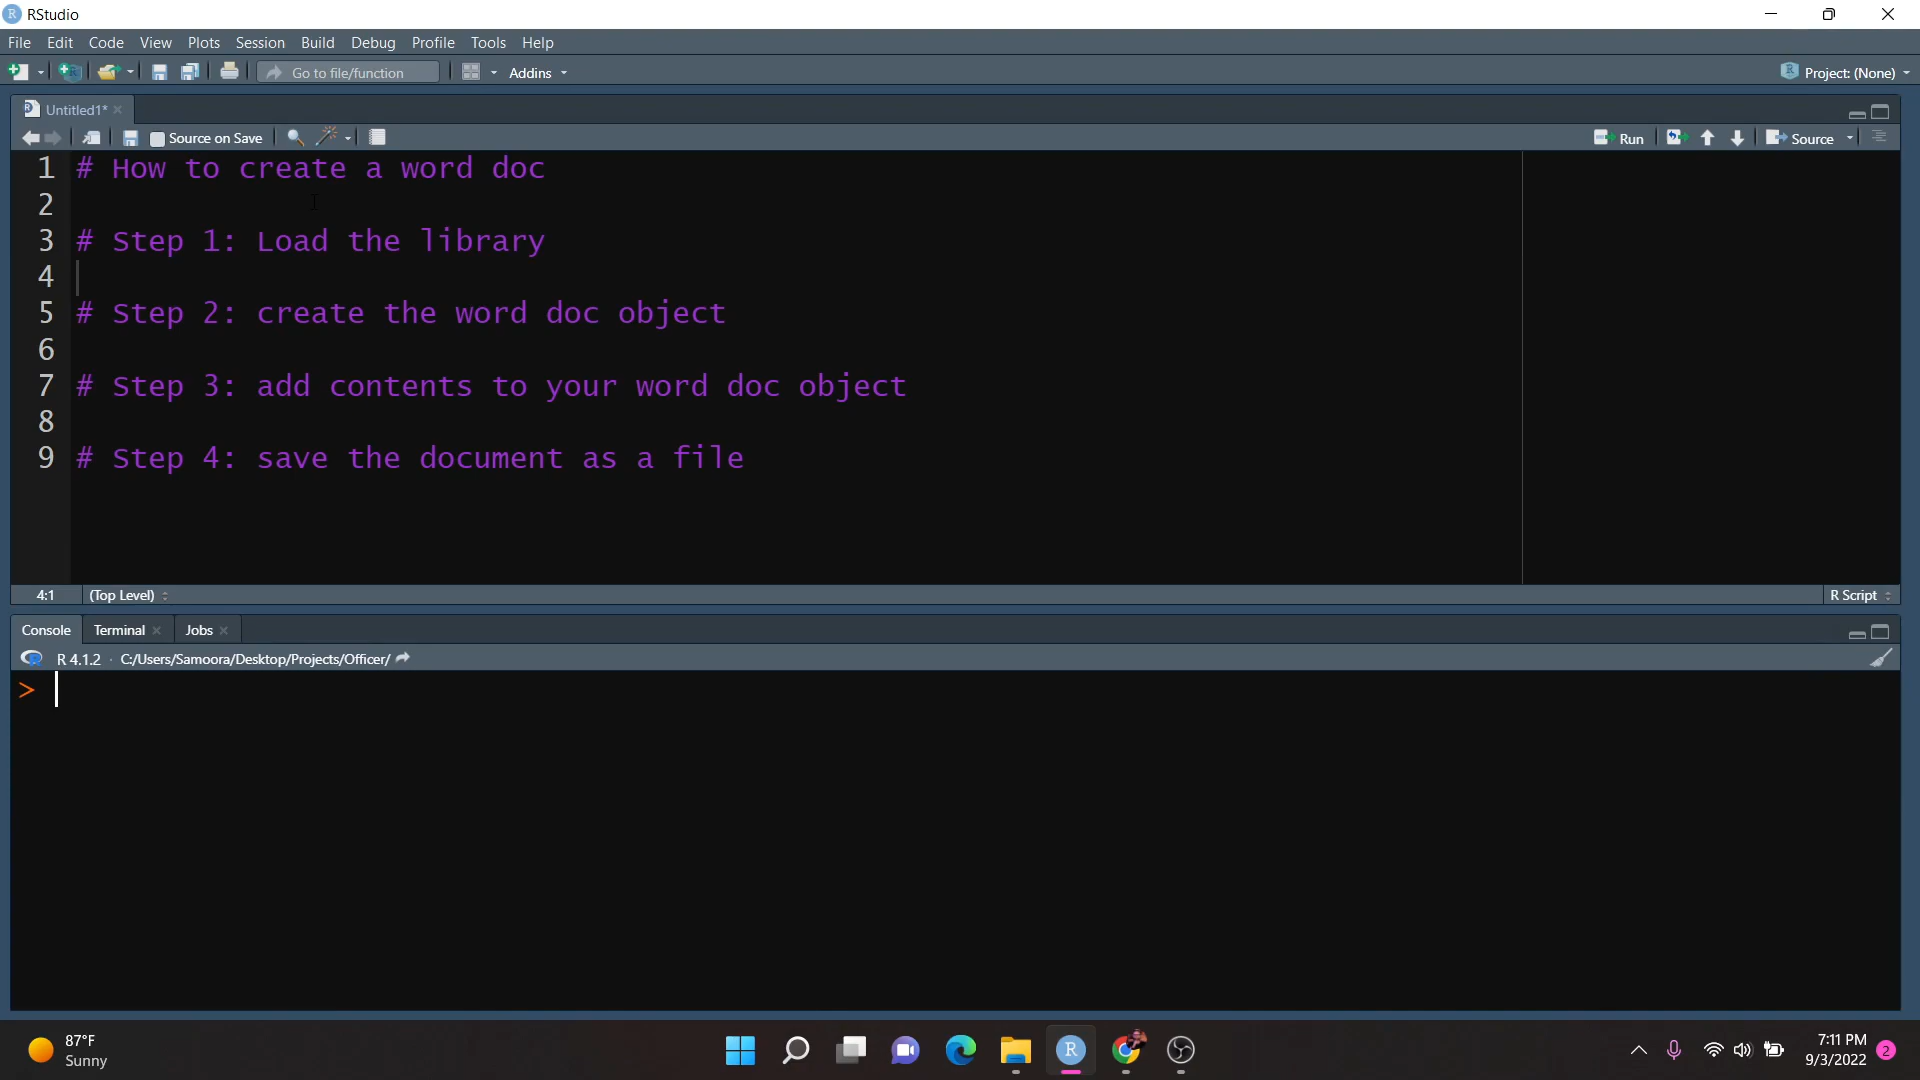 RStudio
File Edit Code View Plots Session Build Debug Profile Tools Help
Go to file/function Addins Project: (None)
Untitled1*
Source on Save Run Source
1 # How to create a word doc
2
3 # Step 1: Load the library
4
5 # Step 2: create the word doc object
6
7 # Step 3: add contents to your word doc object
8
9 # Step 4: save the document as a file
4:1 (Top Level) R Script
Console Terminal Jobs
R 4.1.2 · C:/Users/Samoora/Desktop/Projects/Officer/
>
87°F
Sunny
7:11 PM
9/3/2022
2